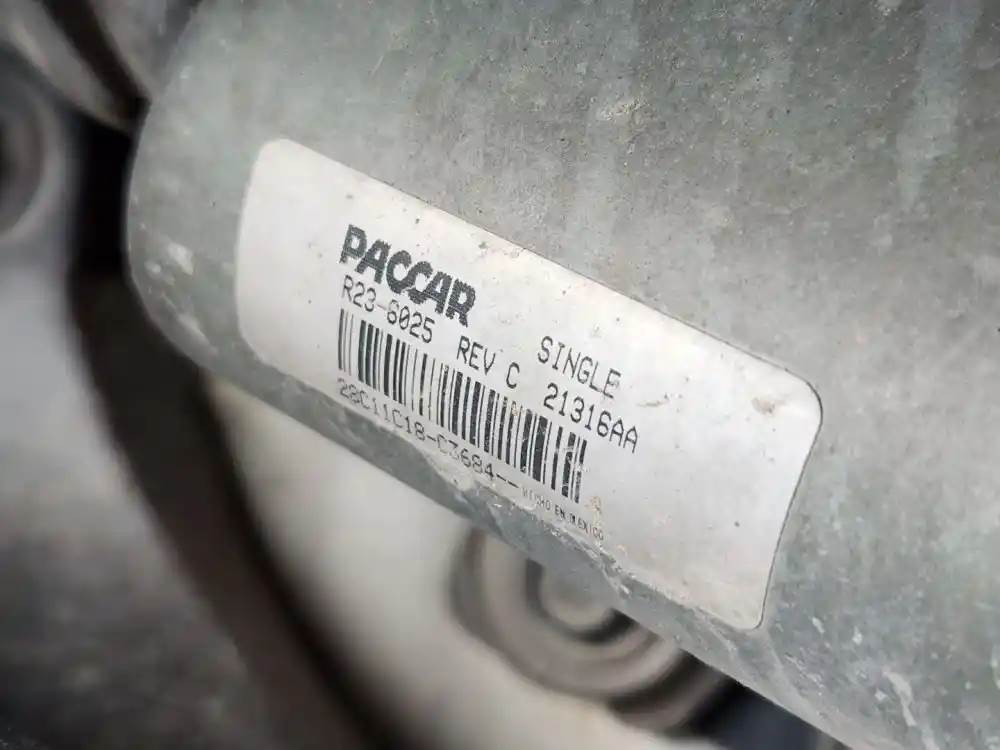 PACCAR
SINGLE
R23-6025 REV C 21316AA
28C11C18-C3684--
HECHO EN MEXICO